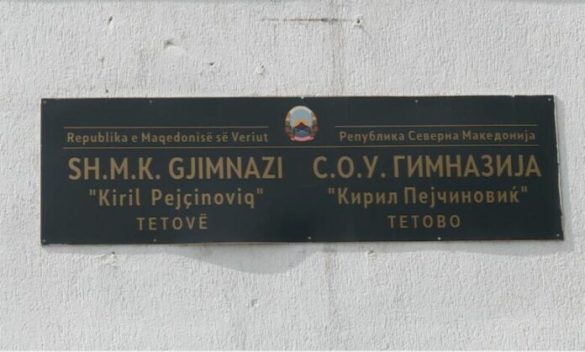 Republika e Maqedonisë së Veriut
SH.M.K. GJIMNAZI
"Kiril Pejçinoviq"
TETOVË
Република Северна Македонија
С.О.У. ГИМНАЗИЈА
"Кирил Пејчиновиќ"
ТЕТОВО